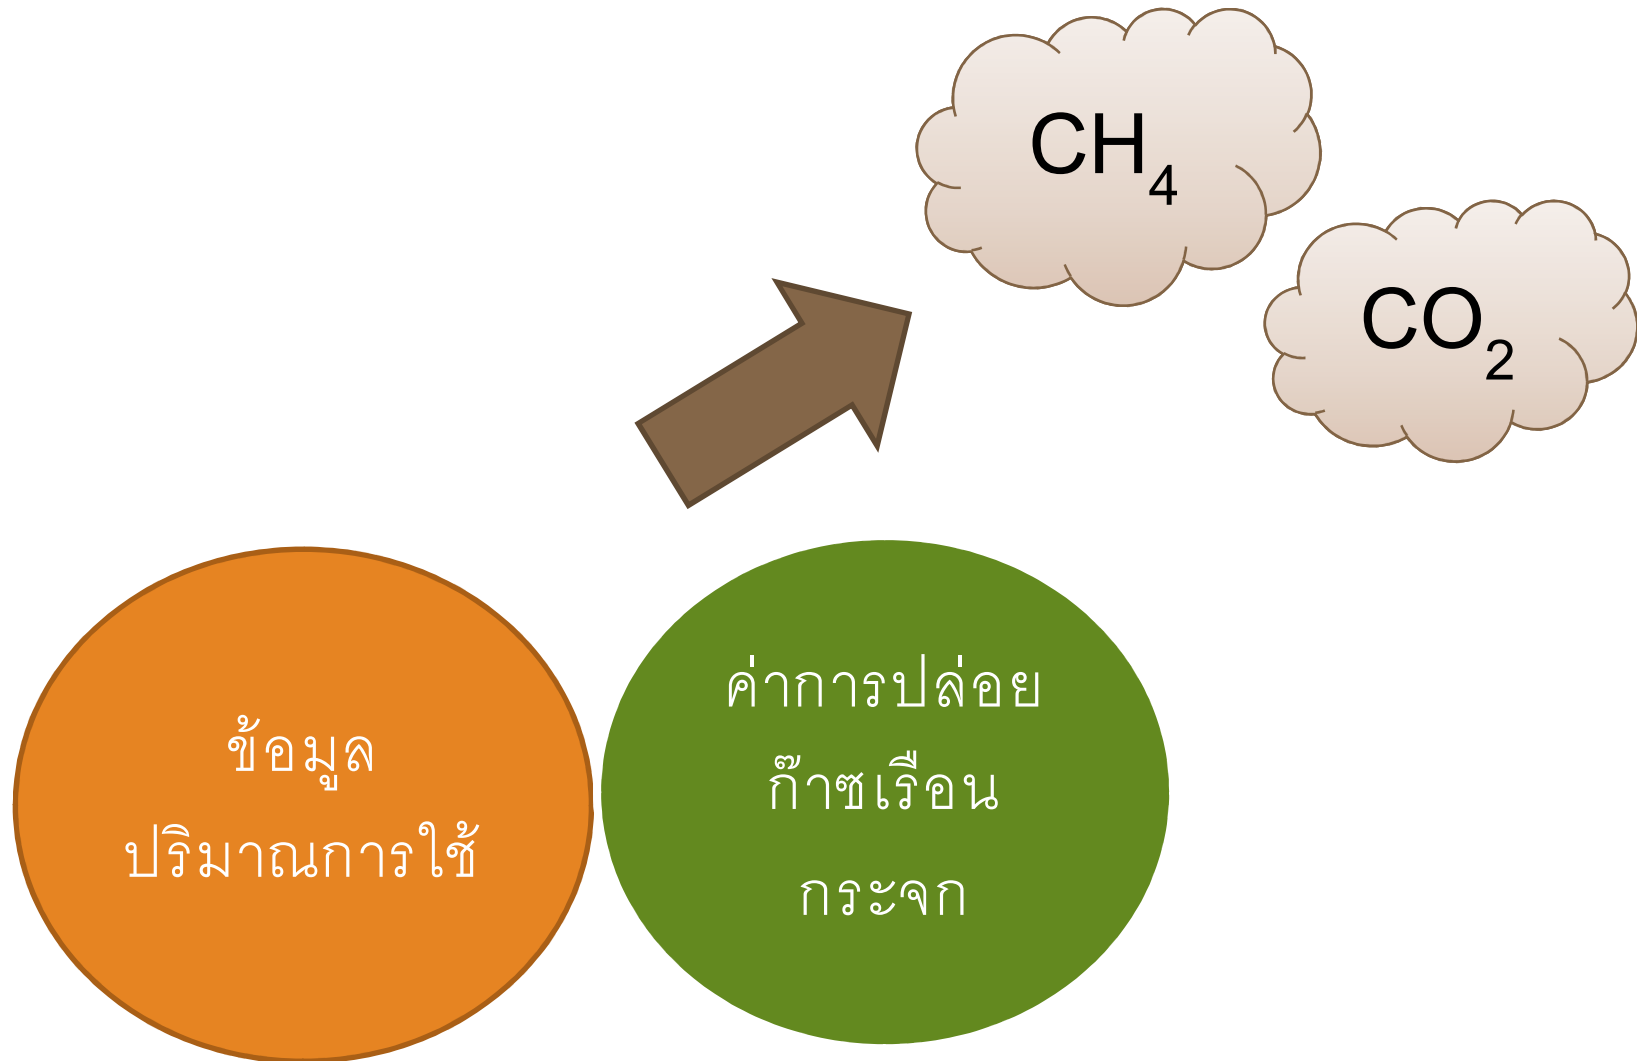 CH₄
CO₂
ข้อมูล
ปริมาณการใช้
ค่าการปล่อย
ก๊าซเรือน
กระจก